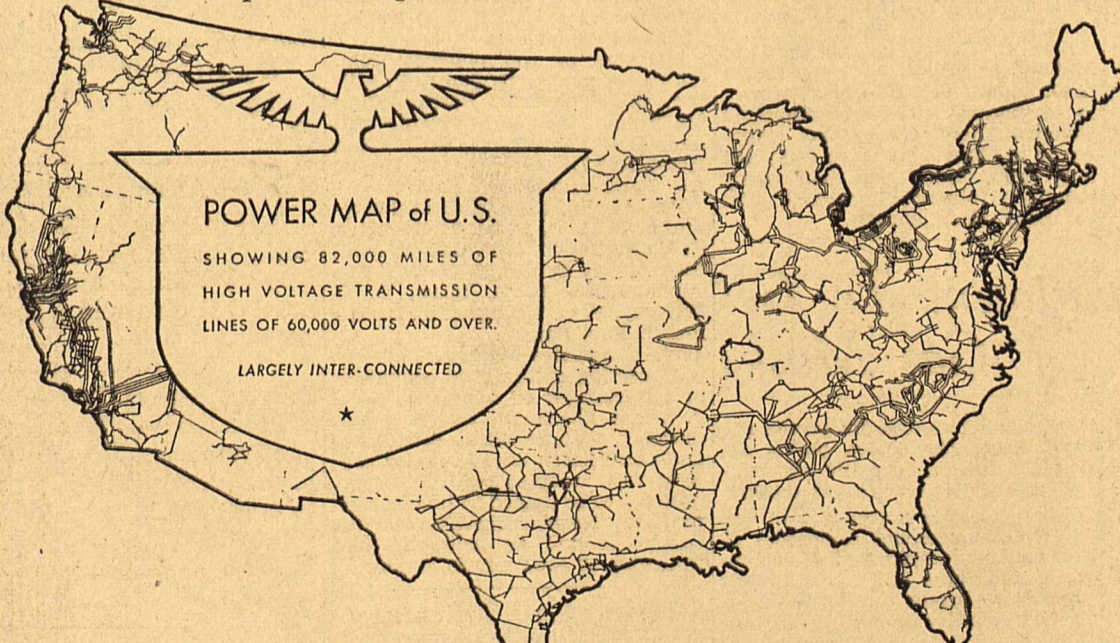 POWER MAP of U.S.
SHOWING 82,000 MILES OF
HIGH VOLTAGE TRANSMISSION
LINES OF 60,000 VOLTS AND OVER.
LARGELY INTER-CONNECTED